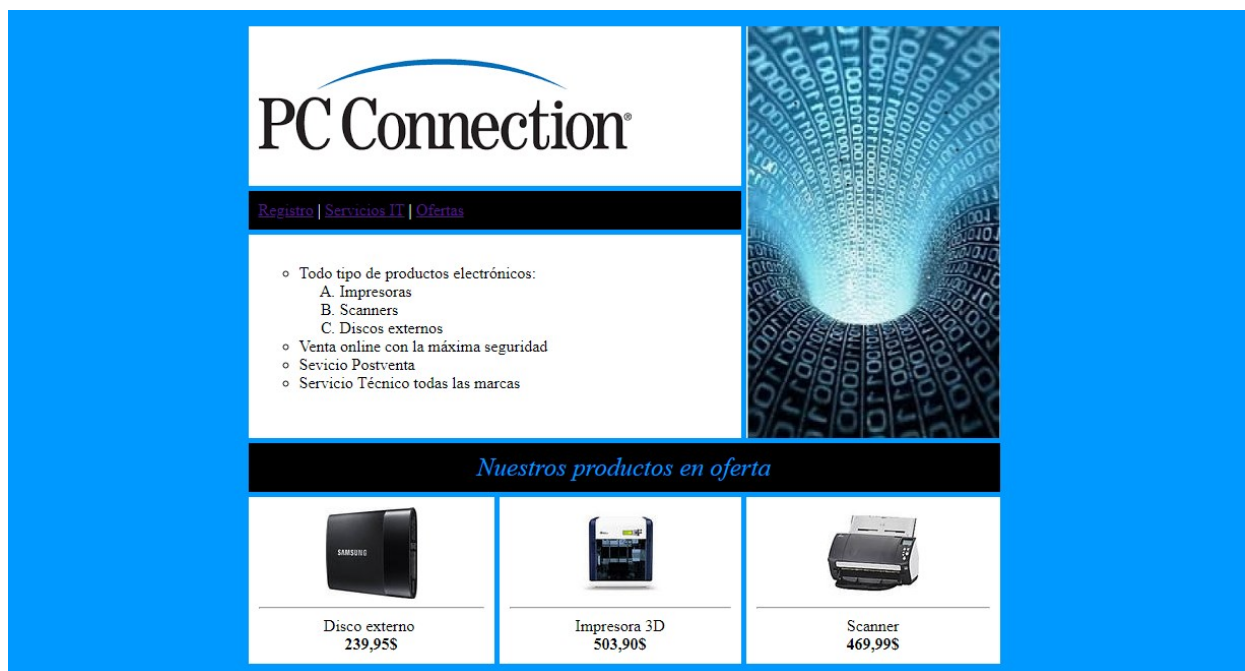 PC Connection®
Registro | Servicios IT | Ofertas
Todo tipo de productos electrónicos:
A. Impresoras
B. Scanners
C. Discos externos
Venta online con la máxima seguridad
Sevicio Postventa
Servicio Técnico todas las marcas
Nuestros productos en oferta
SAMSUNG
Disco externo
239,95$
Impresora 3D
503,90$
Scanner
469,99$